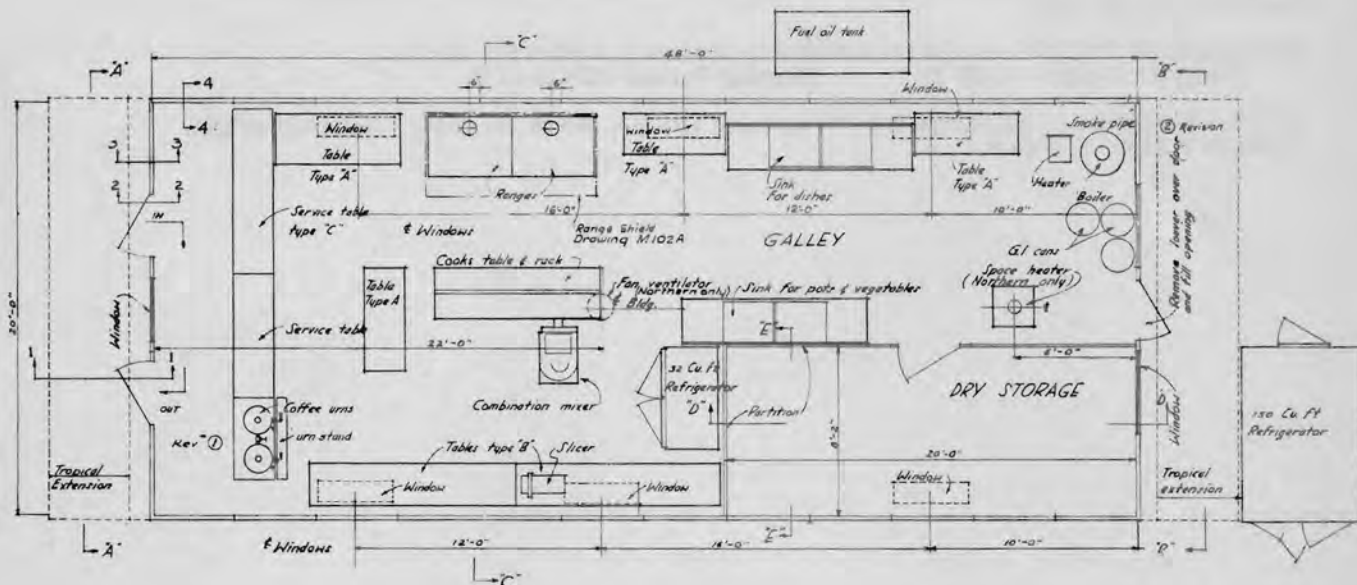 Fuel oil tank
"C"
48'-0"
"A"
4
4
6"
6"
"B"
Window
Window
Table
Type "A"
Window
Table
Type "A"
Table
Type "A"
Smoke pipe
② Revision
Remove louver over door
and fill opening
3
3
2
2
Ranges
Sink
For dishes
Heater
Boiler
IN
Service table
type "C"
16'-0"
12'-0"
10'-0"
℄ Windows
Range Shield
Drawing M102A
GALLEY
G.I cans
Cooks table & rack
Space heater
(Northern only)
20'-0"
Table
Type A
Fan, ventilator
(Northern only)
℄ Bldg.
Sink for pots & vegetables
Window
Service table
"E"
22'-0"
6'-0"
1
1
OUT
32 Cu. ft
Refrigerator
"D"
DRY STORAGE
"D"
Window
150 Cu. ft
Refrigerator
Coffee urns
Combination mixer
Partition
8'-2"
Rev ①
urn stand
Tables type "B"
Slicer
20'-0"
Tropical
Extension
Window
Window
Window
Tropical
extension
"A"
℄ Windows
12'-0"
"E"
10'-0"
"C"